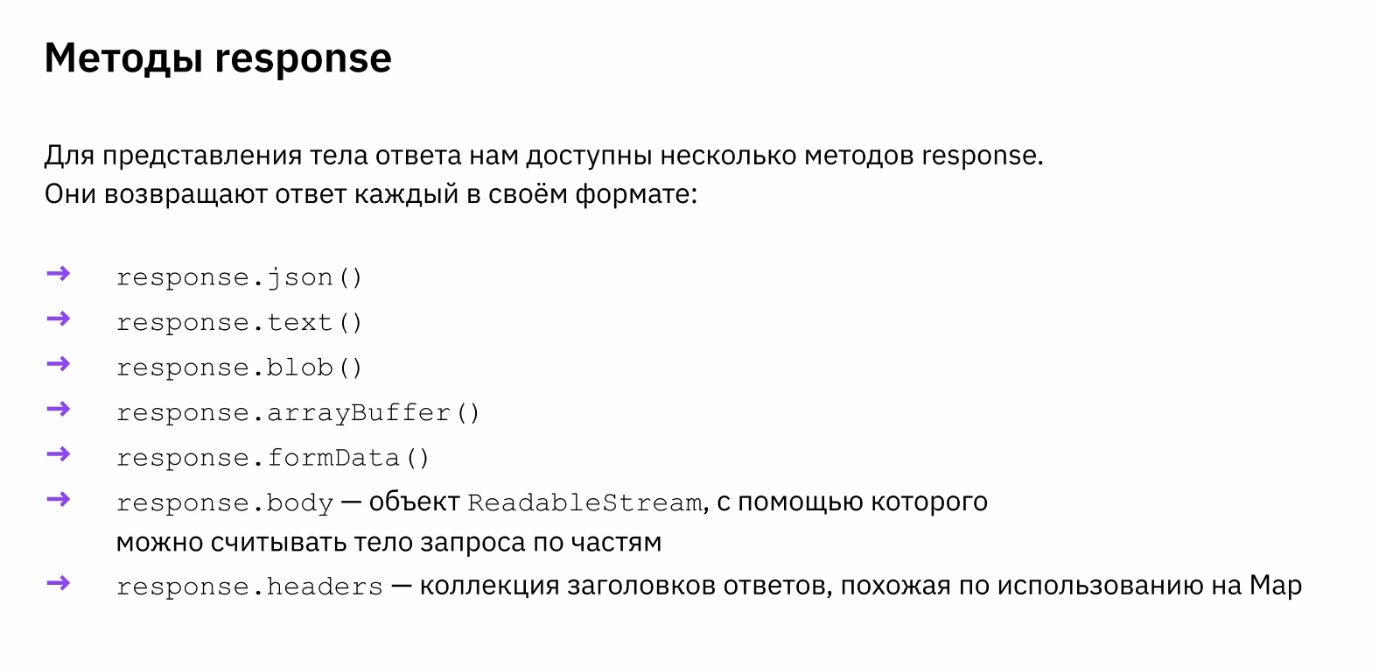 Методы response
Для представления тела ответа нам доступны несколько методов response.
Они возвращают ответ каждый в своём формате:
→ response.json()
→ response.text()
→ response.blob()
→ response.arrayBuffer()
→ response.formData()
→ response.body — объект ReadableStream, с помощью которого
можно считывать тело запроса по частям
→ response.headers — коллекция заголовков ответов, похожая по использованию на Map